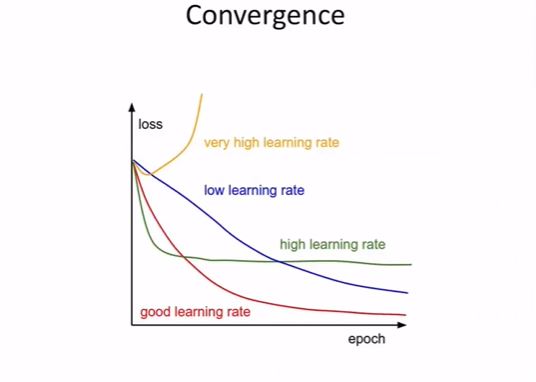 Convergence
loss
very high learning rate
low learning rate
high learning rate
good learning rate
epoch